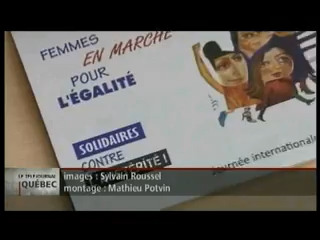 FEMMES
EN MARCHE
POUR
L'ÉGALITÉ
SOLIDAIRES
CONTRE
Journée internationale
LE TÉLÉJOURNAL
QUÉBEC
images : Sylvain Roussel
montage : Mathieu Potvin